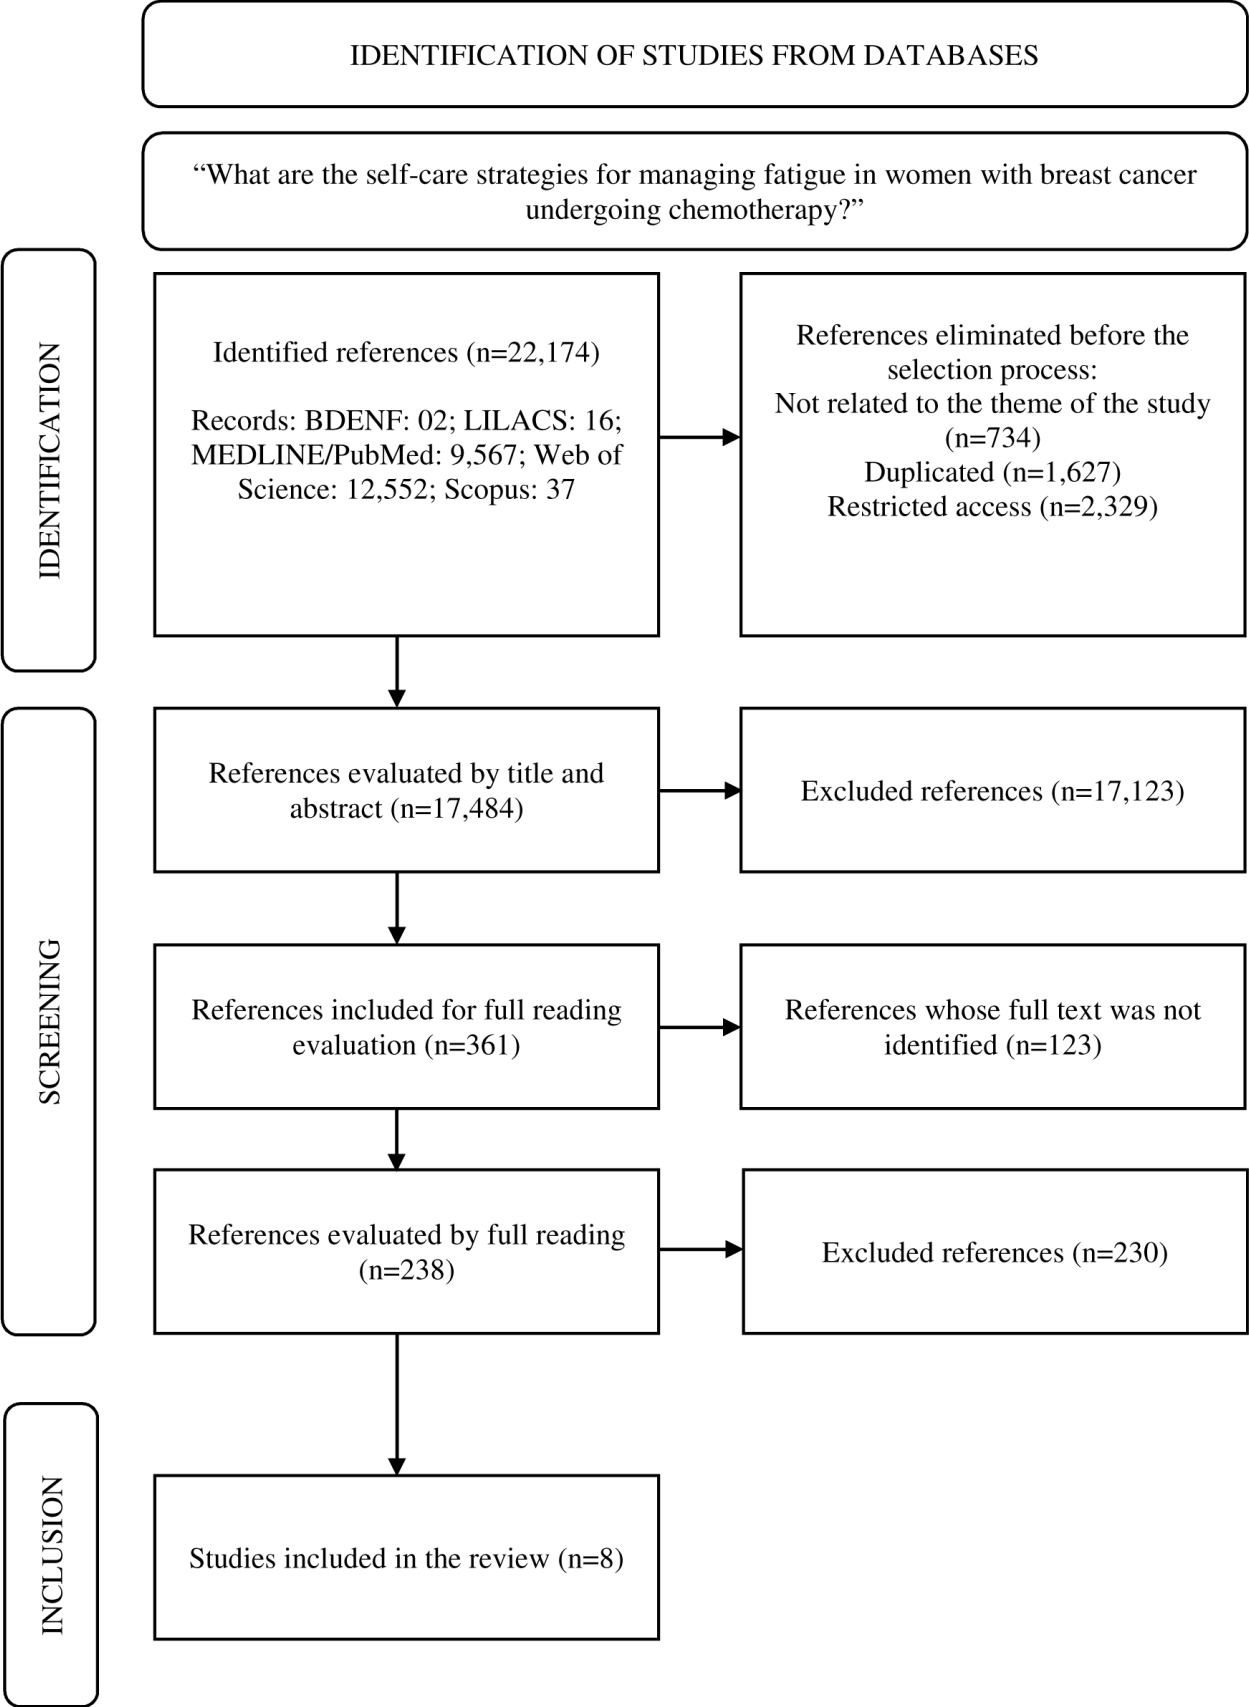 IDENTIFICATION OF STUDIES FROM DATABASES
“What are the self-care strategies for managing fatigue in women with breast cancer
undergoing chemotherapy?”
IDENTIFICATION
Identified references (n=22,174)
Records: BDENF: 02; LILACS: 16;
MEDLINE/PubMed: 9,567; Web of
Science: 12,552; Scopus: 37
References eliminated before the
selection process:
Not related to the theme of the study
(n=734)
Duplicated (n=1,627)
Restricted access (n=2,329)
SCREENING
References evaluated by title and
abstract (n=17,484)
Excluded references (n=17,123)
References included for full reading
evaluation (n=361)
References whose full text was not
identified (n=123)
References evaluated by full reading
(n=238)
Excluded references (n=230)
INCLUSION
Studies included in the review (n=8)